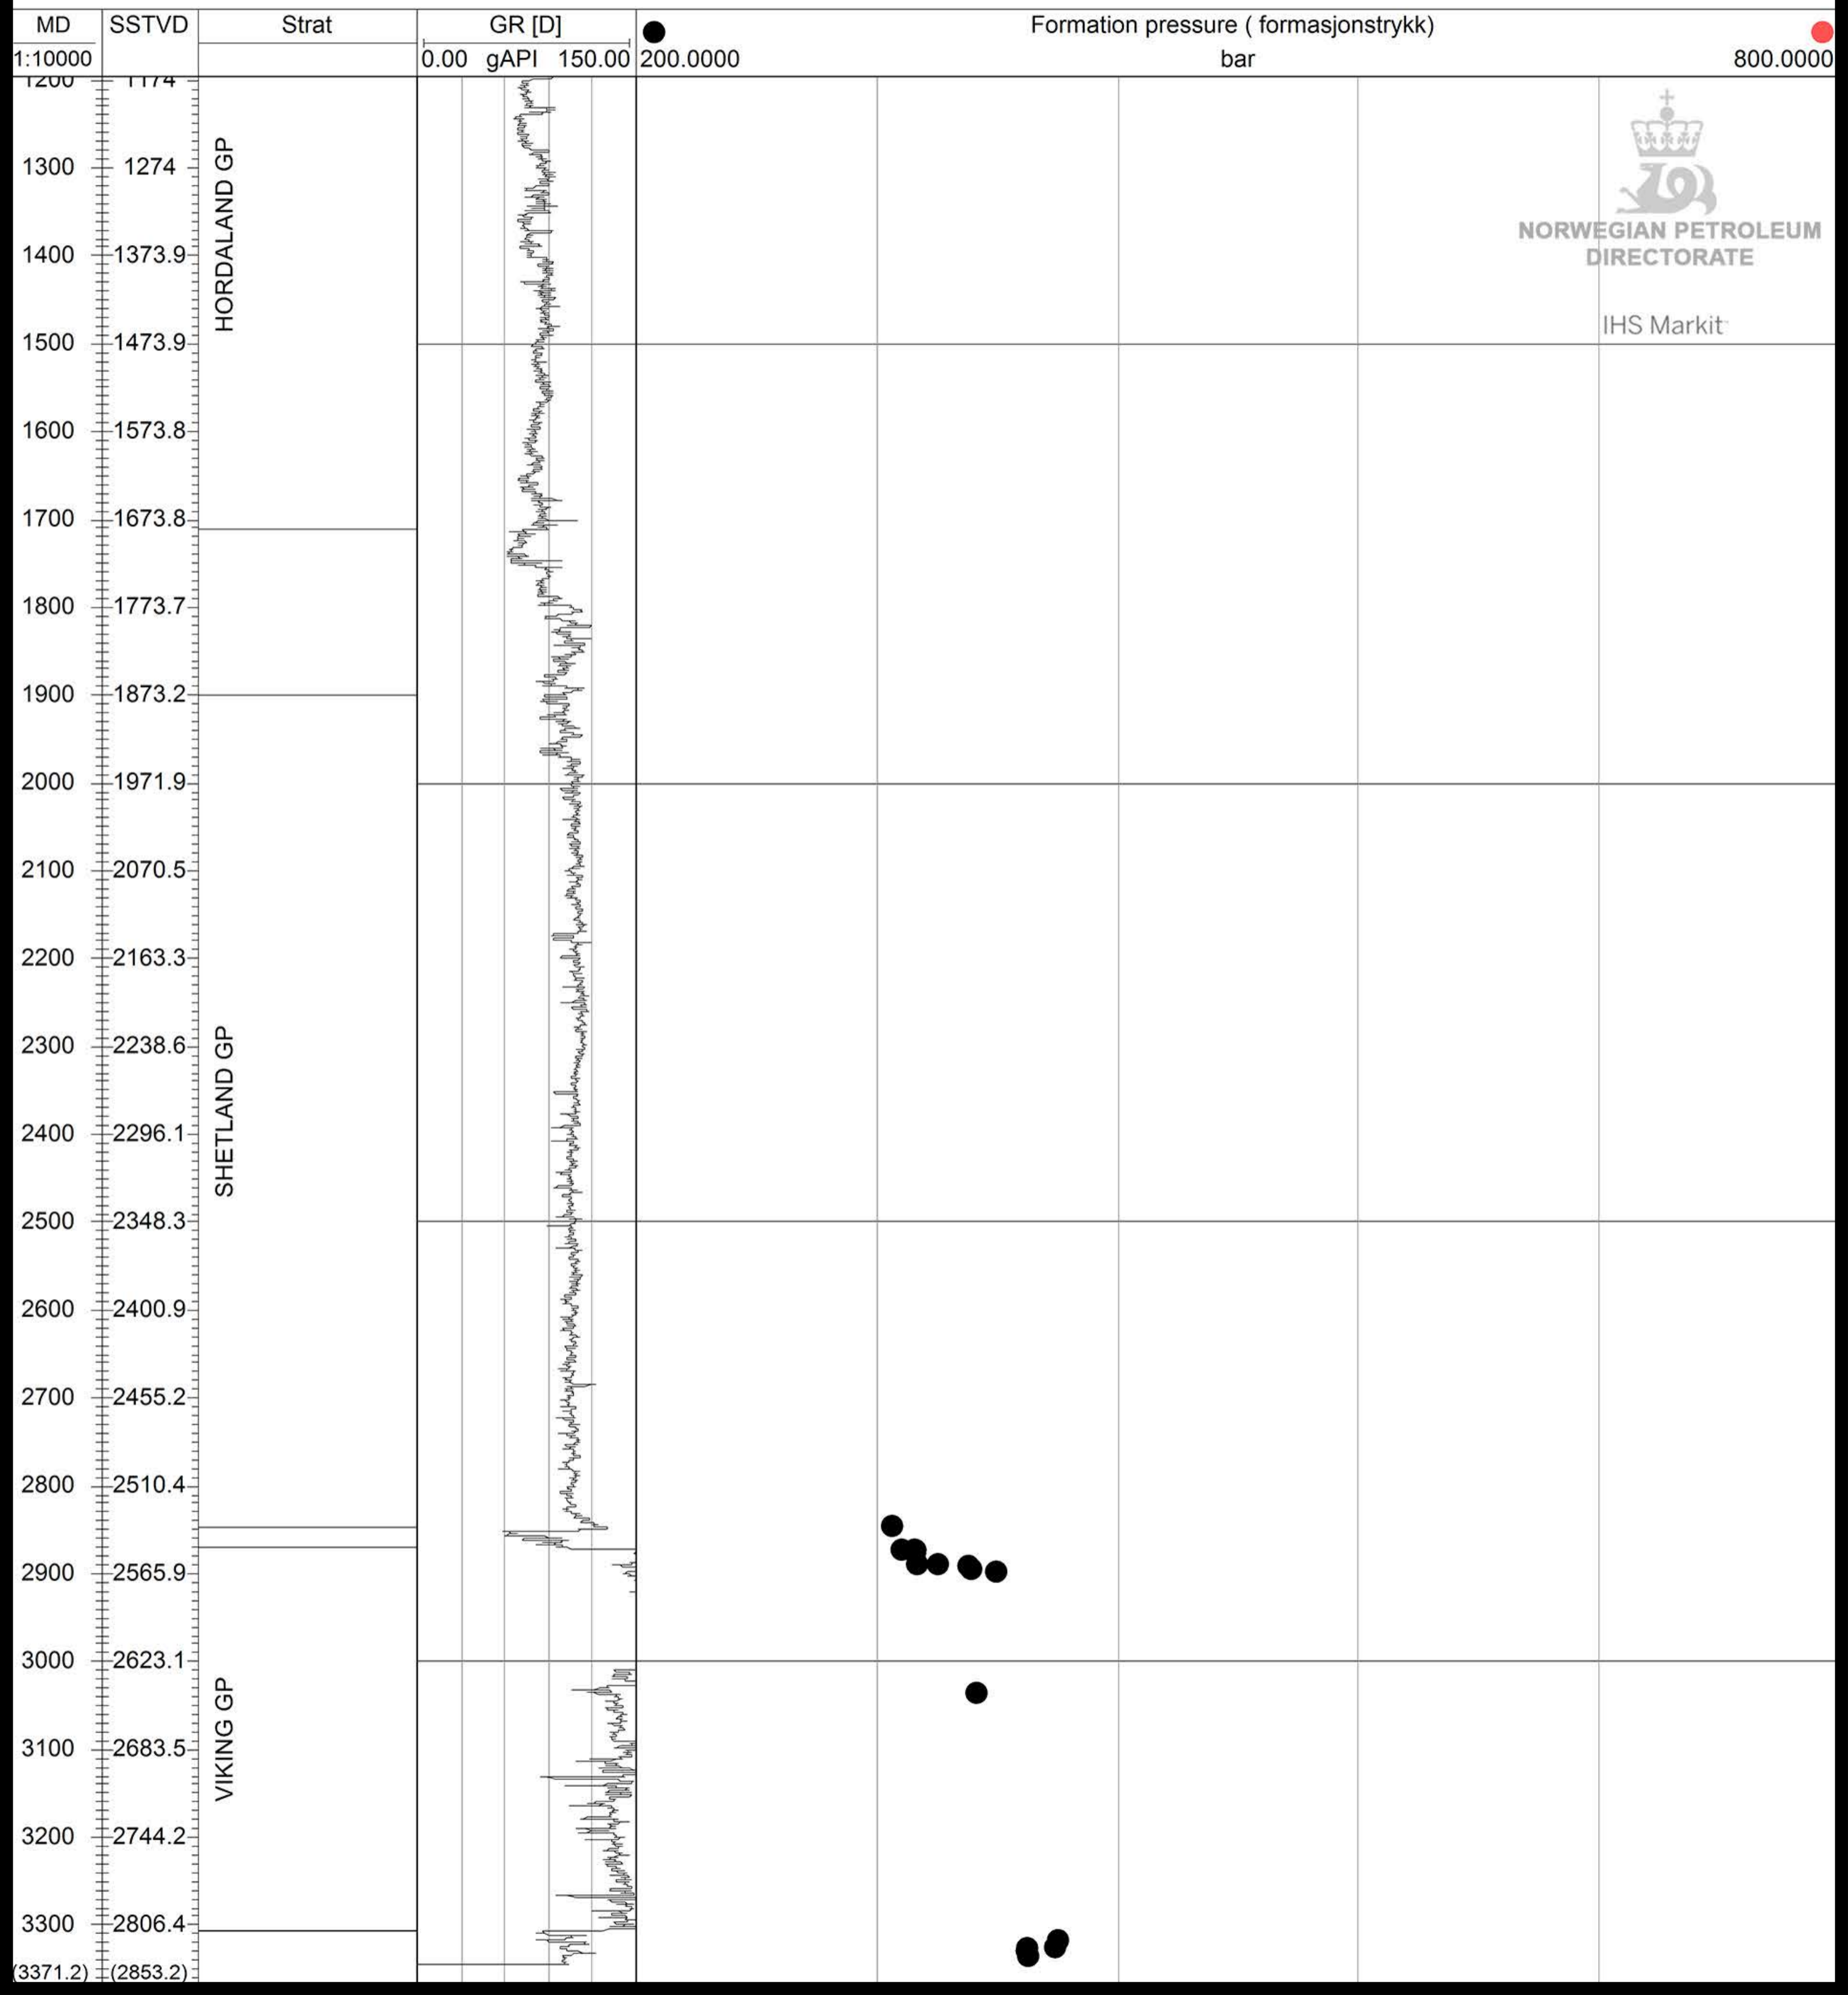 MD SSTVD Strat GR [D] Formation pressure ( formasjonstrykk)
1:10000 0.00 gAPI 150.00 200.0000 bar 800.0000
1200 1174
HORDALAND GP
NORWEGIAN PETROLEUM
DIRECTORATE
IHS Markit
1300 1274
1400 1373.9
1500 1473.9
1600 1573.8
1700 1673.8
1800 1773.7
1900 1873.2
2000 1971.9
2100 2070.5
2200 2163.3
2300 2238.6
SHETLAND GP
2400 2296.1
2500 2348.3
2600 2400.9
2700 2455.2
2800 2510.4
2900 2565.9
3000 2623.1
3100 2683.5
VIKING GP
3200 2744.2
3300 2806.4
(3371.2) (2853.2)